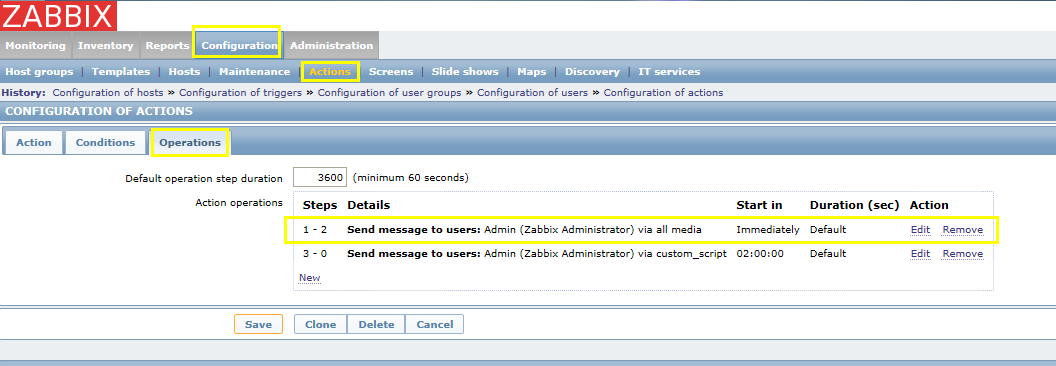 ZABBIX
Monitoring Inventory Reports Configuration Administration
Host groups | Templates | Hosts | Maintenance | Actions | Screens | Slide shows | Maps | Discovery | IT services
History: Configuration of hosts » Configuration of triggers » Configuration of user groups » Configuration of users » Configuration of actions
CONFIGURATION OF ACTIONS
Action Conditions Operations
Default operation step duration 3600 (minimum 60 seconds)
Action operations Steps Details Start in Duration (sec) Action
1 - 2 Send message to users: Admin (Zabbix Administrator) via all media Immediately Default Edit Remove
3 - 0 Send message to users: Admin (Zabbix Administrator) via custom_script 02:00:00 Default Edit Remove
New
Save Clone Delete Cancel